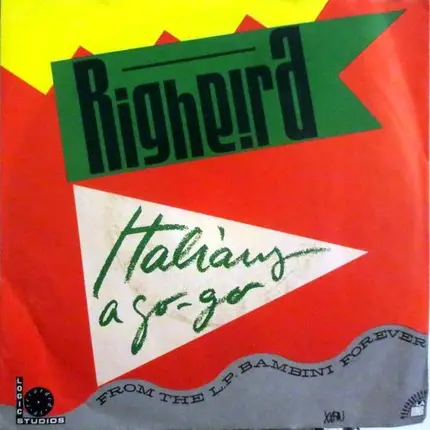 Righeira
Italians
a go-go
FROM THE L.P. BAMBINI FOREVER
LOGIC
STUDIOS